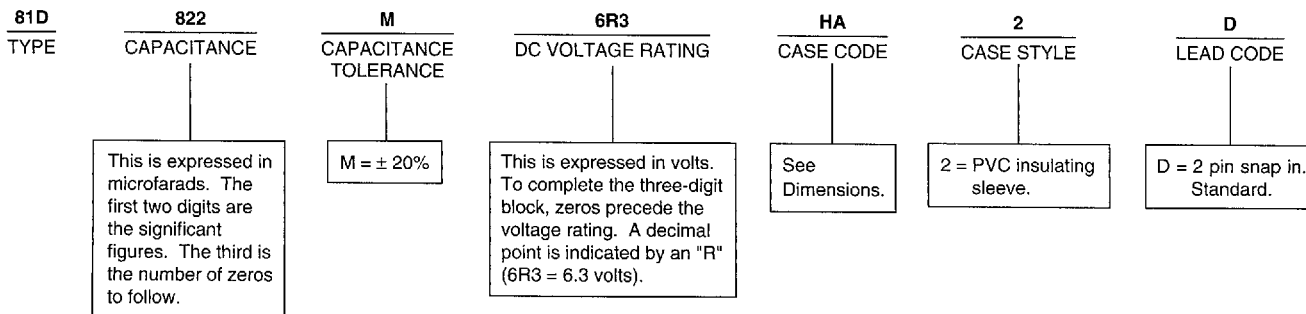 81D 822 M 6R3 HA 2 D
TYPE CAPACITANCE CAPACITANCE TOLERANCE DC VOLTAGE RATING CASE CODE CASE STYLE LEAD CODE
This is expressed in
microfarads. The
first two digits are
the significant
figures. The third is
the number of zeros
to follow.
M = ± 20%
This is expressed in volts.
To complete the three-digit
block, zeros precede the
voltage rating. A decimal
point is indicated by an "R"
(6R3 = 6.3 volts).
See
Dimensions.
2 = PVC insulating
sleeve.
D = 2 pin snap in.
Standard.